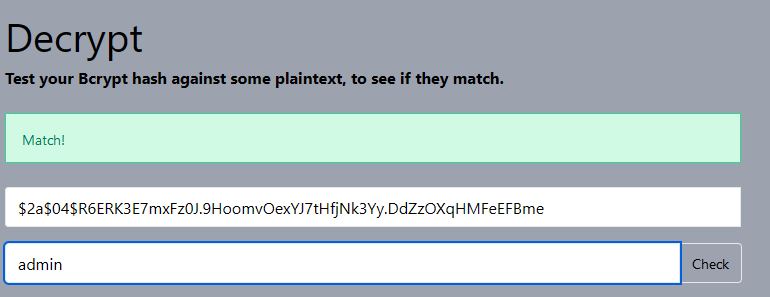 Decrypt
Test your Bcrypt hash against some plaintext, to see if they match.
Match!
$2a$04$R6ERK3E7mxFz0J.9HoomvOexYJ7tHfjNk3Yy.DdZzOXqHMFeEFBme
admin
Check